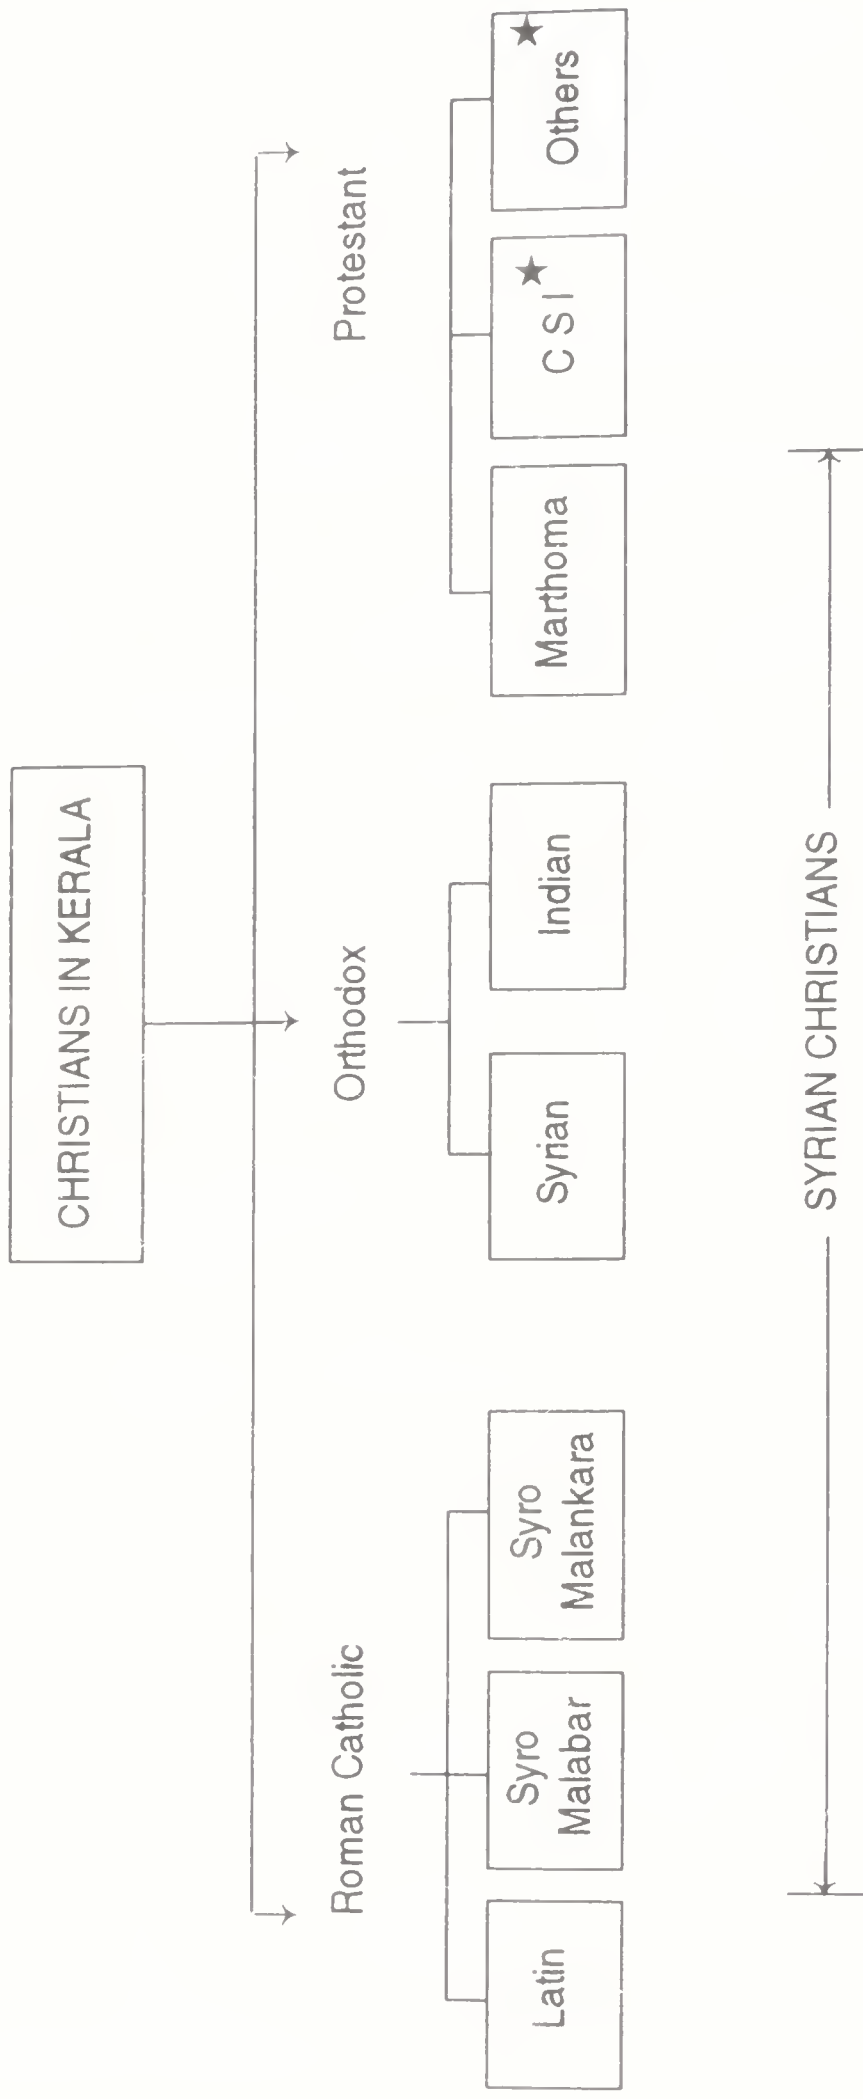 CHRISTIANS IN KERALA
Roman Catholic
Orthodox
Protestant
Latin
Syro
Malabar
Syro
Malankara
Syrian
Indian
Marthoma
C S I
Others
SYRIAN CHRISTIANS